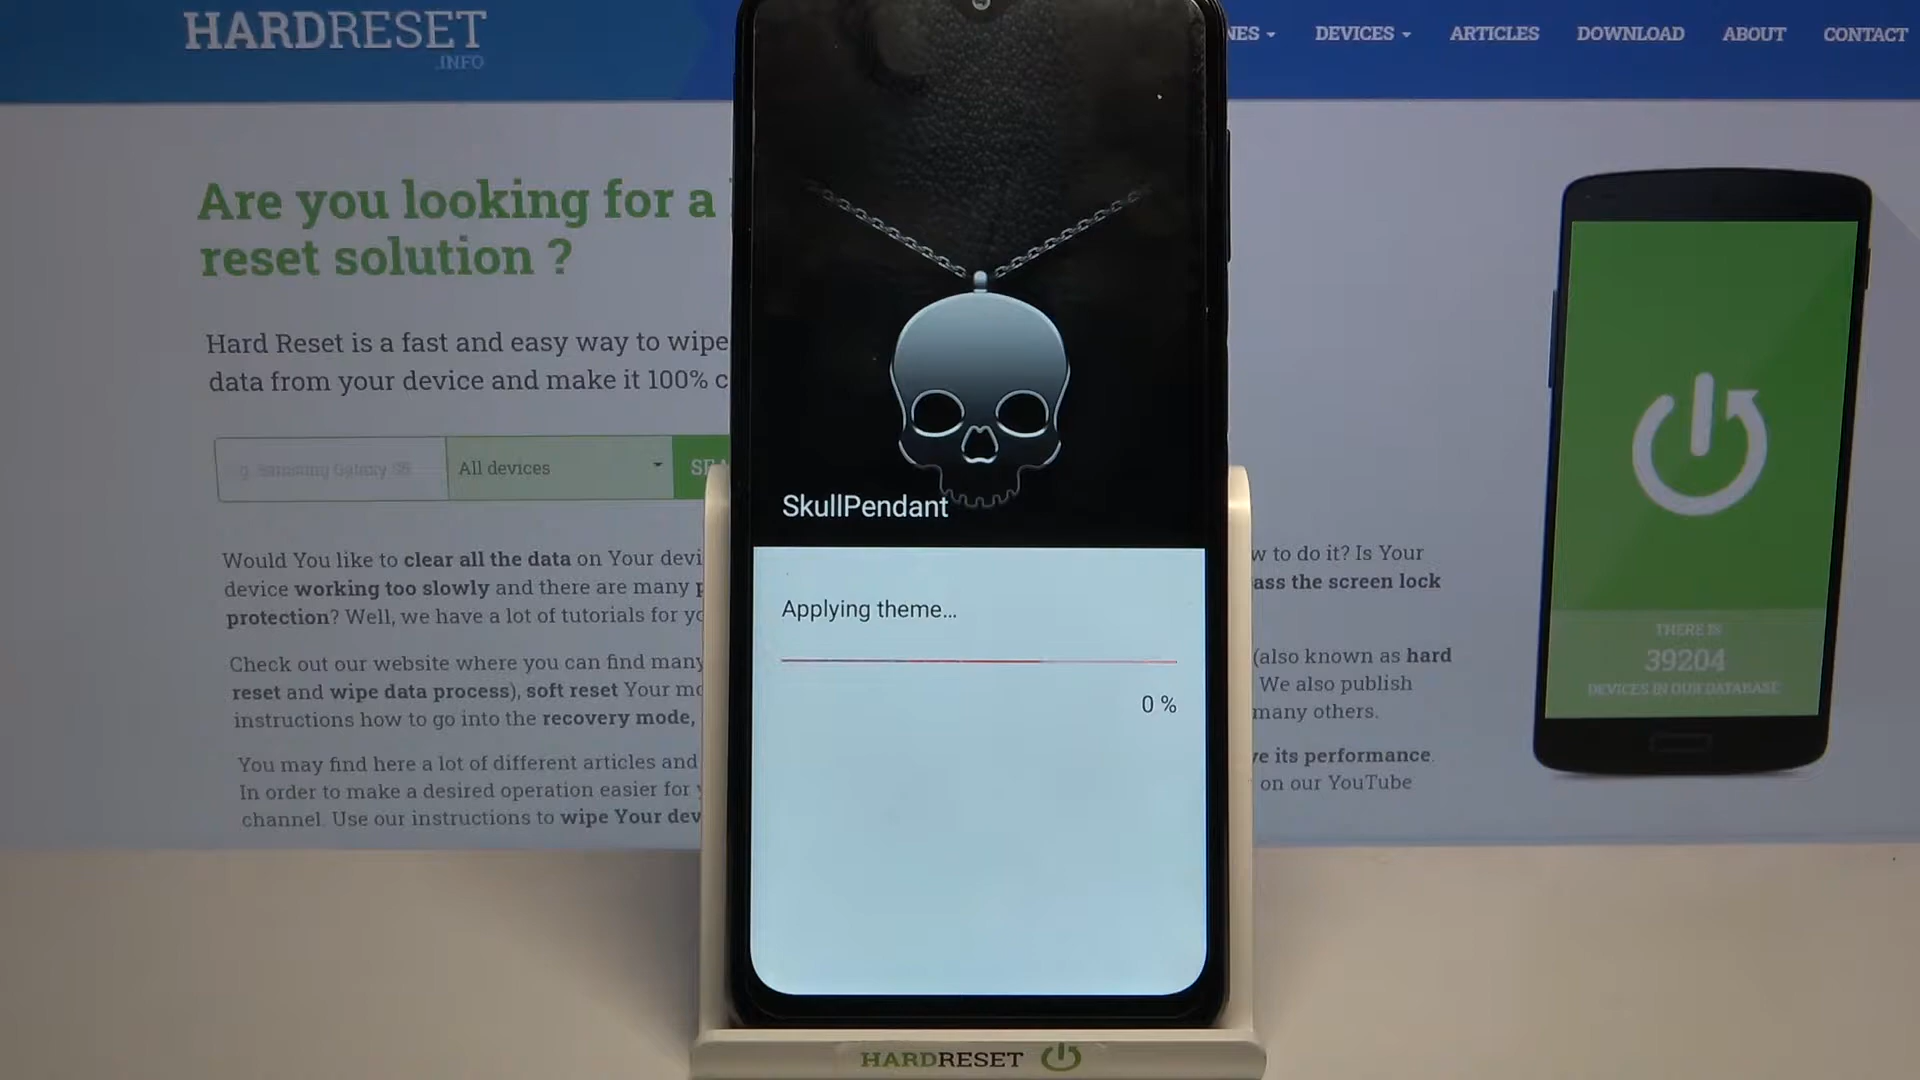 HARDRESET
.INFO
NES
DEVICES
ARTICLES
DOWNLOAD
ABOUT
CONTACT
Are you looking for a
reset solution ?
Hard Reset is a fast and easy way to wipe
data from your device and make it 100%
e.g. Samsung Galaxy S5
All devices
Would You like to clear all the data on Your devi
device working too slowly and there are many
protection? Well, we have a lot of tutorials for yo
Check out our website where you can find many
reset and wipe data process), soft reset Your mo
instructions how to go into the recovery mode,
You may find here a lot of different articles and
In order to make a desired operation easier for
channel. Use our instructions to wipe Your dev
SkullPendant
Applying theme...
0 %
w to do it? Is Your
ass the screen lock
(also known as hard
We also publish
many others.
ve its performance.
on our YouTube
THERE IS
39204
DEVICES IN OUR DATABASE
HARDRESET